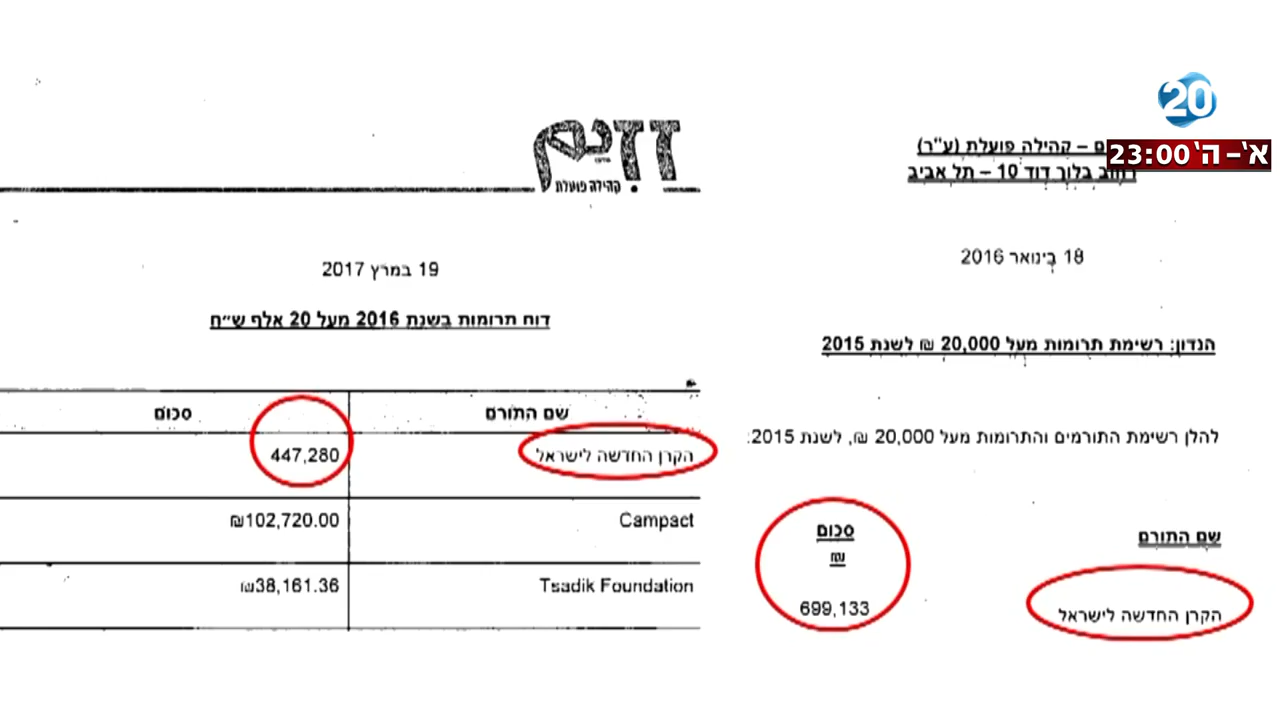 20
א'-ה' 23:00
ם – קהילה פועלת (ע"ר)
רחוב בלוך דוד 10 – תל אביב
18 בינואר 2016
הנדון: רשימת תרומות מעל 20,000 ₪ לשנת 2015
להלן רשימת התורמים והתרומות מעל 20,000 ₪, לשנת 2015:
שם התורם סכום
₪
הקרן החדשה לישראל 699,133
זזים
קהילה פועלת
19 במרץ 2017
דוח תרומות בשנת 2016 מעל 20 אלף ש״ח
שם התורם סכום
הקרן החדשה לישראל 447,280
Campact ₪102,720.00
Tsadik Foundation ₪38,161.36